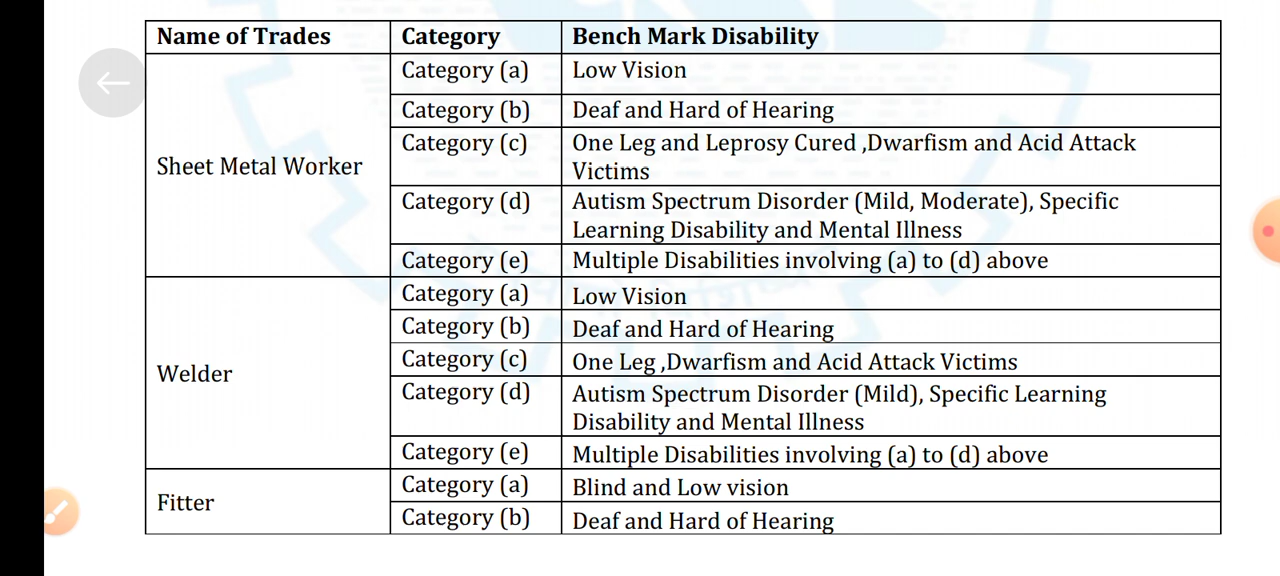 Name of Trades Category Bench Mark Disability
Sheet Metal Worker
Category (a) Low Vision
Category (b) Deaf and Hard of Hearing
Category (c) One Leg and Leprosy Cured ,Dwarfism and Acid Attack
Victims
Category (d) Autism Spectrum Disorder (Mild, Moderate), Specific
Learning Disability and Mental Illness
Category (e) Multiple Disabilities involving (a) to (d) above
Welder
Category (a) Low Vision
Category (b) Deaf and Hard of Hearing
Category (c) One Leg ,Dwarfism and Acid Attack Victims
Category (d) Autism Spectrum Disorder (Mild), Specific Learning
Disability and Mental Illness
Category (e) Multiple Disabilities involving (a) to (d) above
Fitter
Category (a) Blind and Low vision
Category (b) Deaf and Hard of Hearing